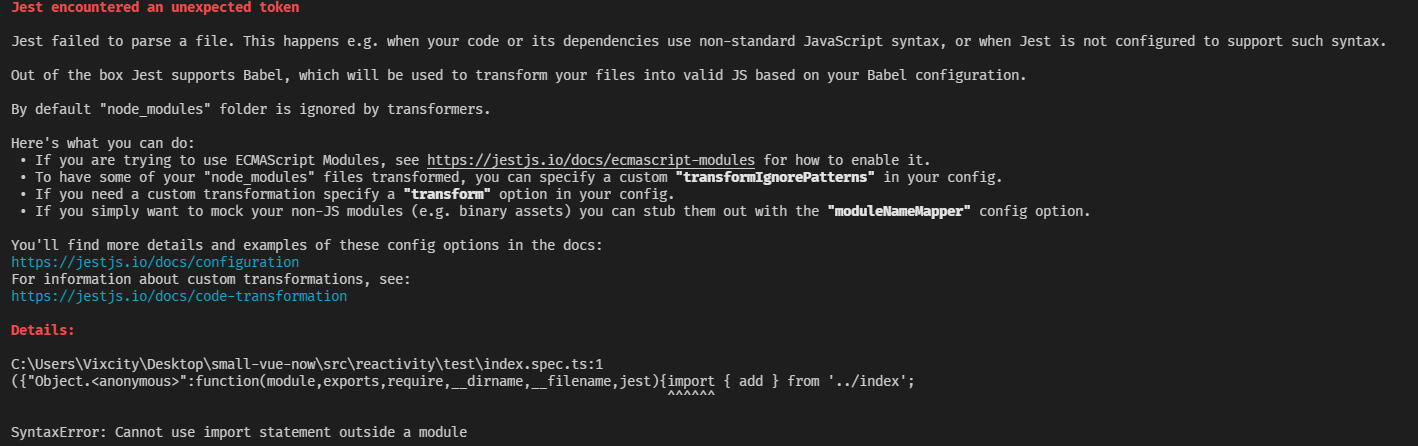 Jest encountered an unexpected token
Jest failed to parse a file. This happens e.g. when your code or its dependencies use non-standard JavaScript syntax, or when Jest is not configured to support such syntax.
Out of the box Jest supports Babel, which will be used to transform your files into valid JS based on your Babel configuration.
By default "node_modules" folder is ignored by transformers.
Here's what you can do:
• If you are trying to use ECMAScript Modules, see https://jestjs.io/docs/ecmascript-modules for how to enable it.
• To have some of your "node_modules" files transformed, you can specify a custom "transformIgnorePatterns" in your config.
• If you need a custom transformation specify a "transform" option in your config.
• If you simply want to mock your non-JS modules (e.g. binary assets) you can stub them out with the "moduleNameMapper" config option.
You'll find more details and examples of these config options in the docs:
https://jestjs.io/docs/configuration
For information about custom transformations, see:
https://jestjs.io/docs/code-transformation
Details:
C:\Users\Vixcity\Desktop\small-vue-now\src\reactivity\test\index.spec.ts:1
({"Object.<anonymous>":function(module,exports,require,__dirname,__filename,jest){import { add } from '../index';
^^^^^^
SyntaxError: Cannot use import statement outside a module